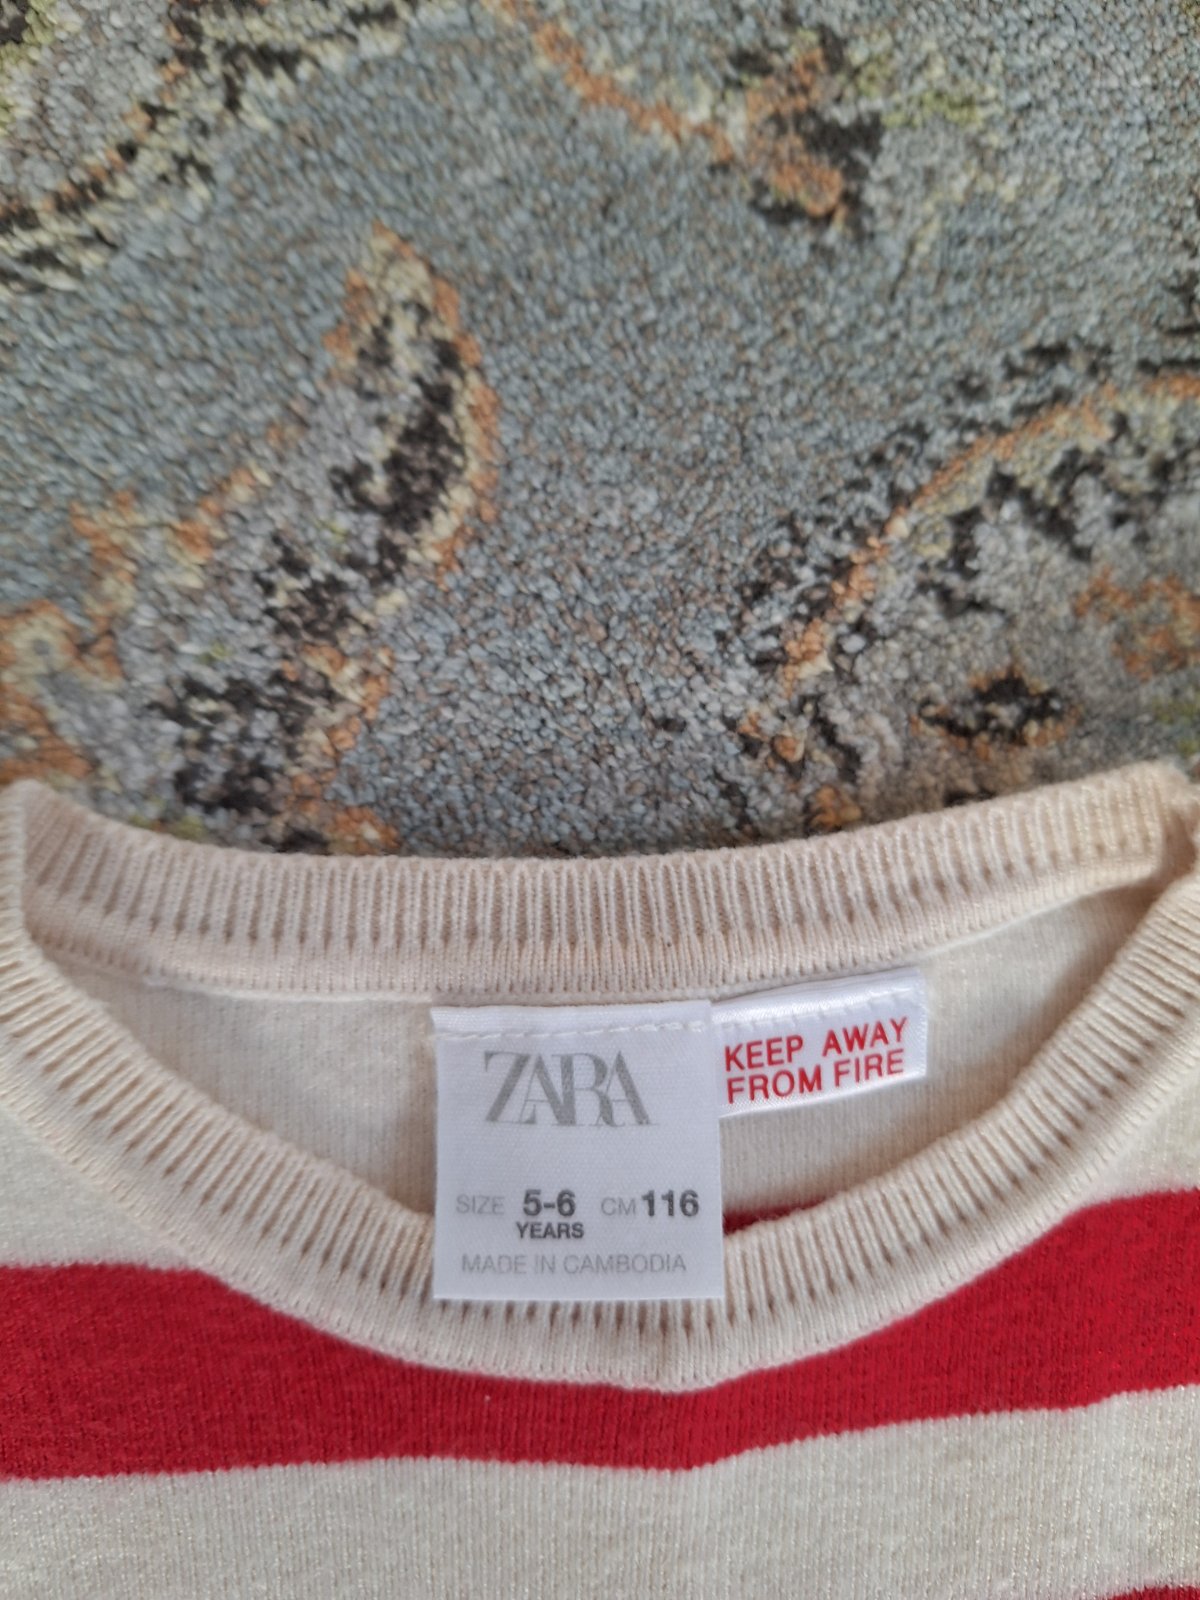 ZARA
SIZE 5-6 CM 116
YEARS
MADE IN CAMBODIA
KEEP AWAY
FROM FIRE